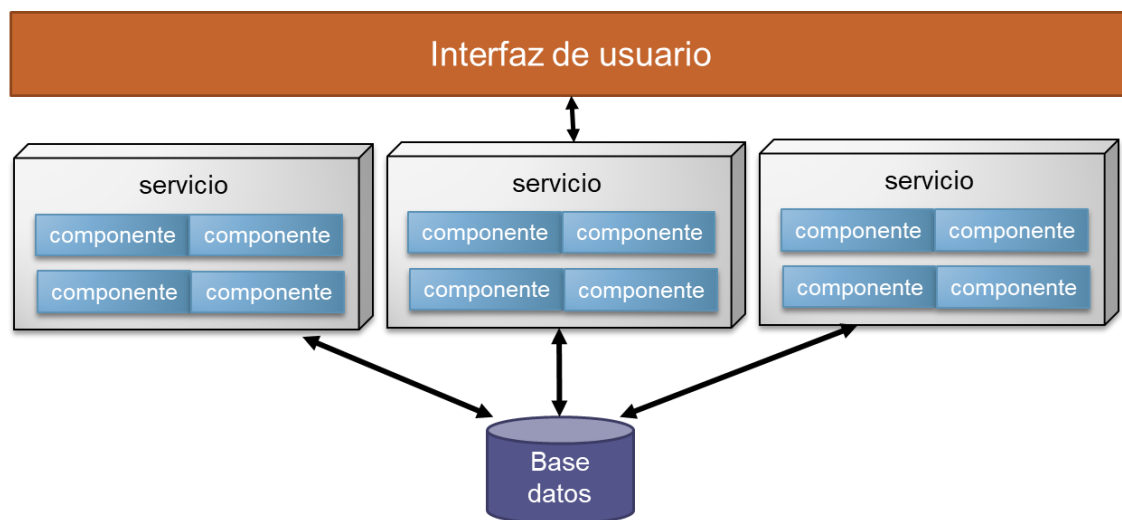 Interfaz de usuario
servicio
componente componente
componente componente
servicio
componente componente
componente componente
servicio
componente componente
componente componente
Base
datos